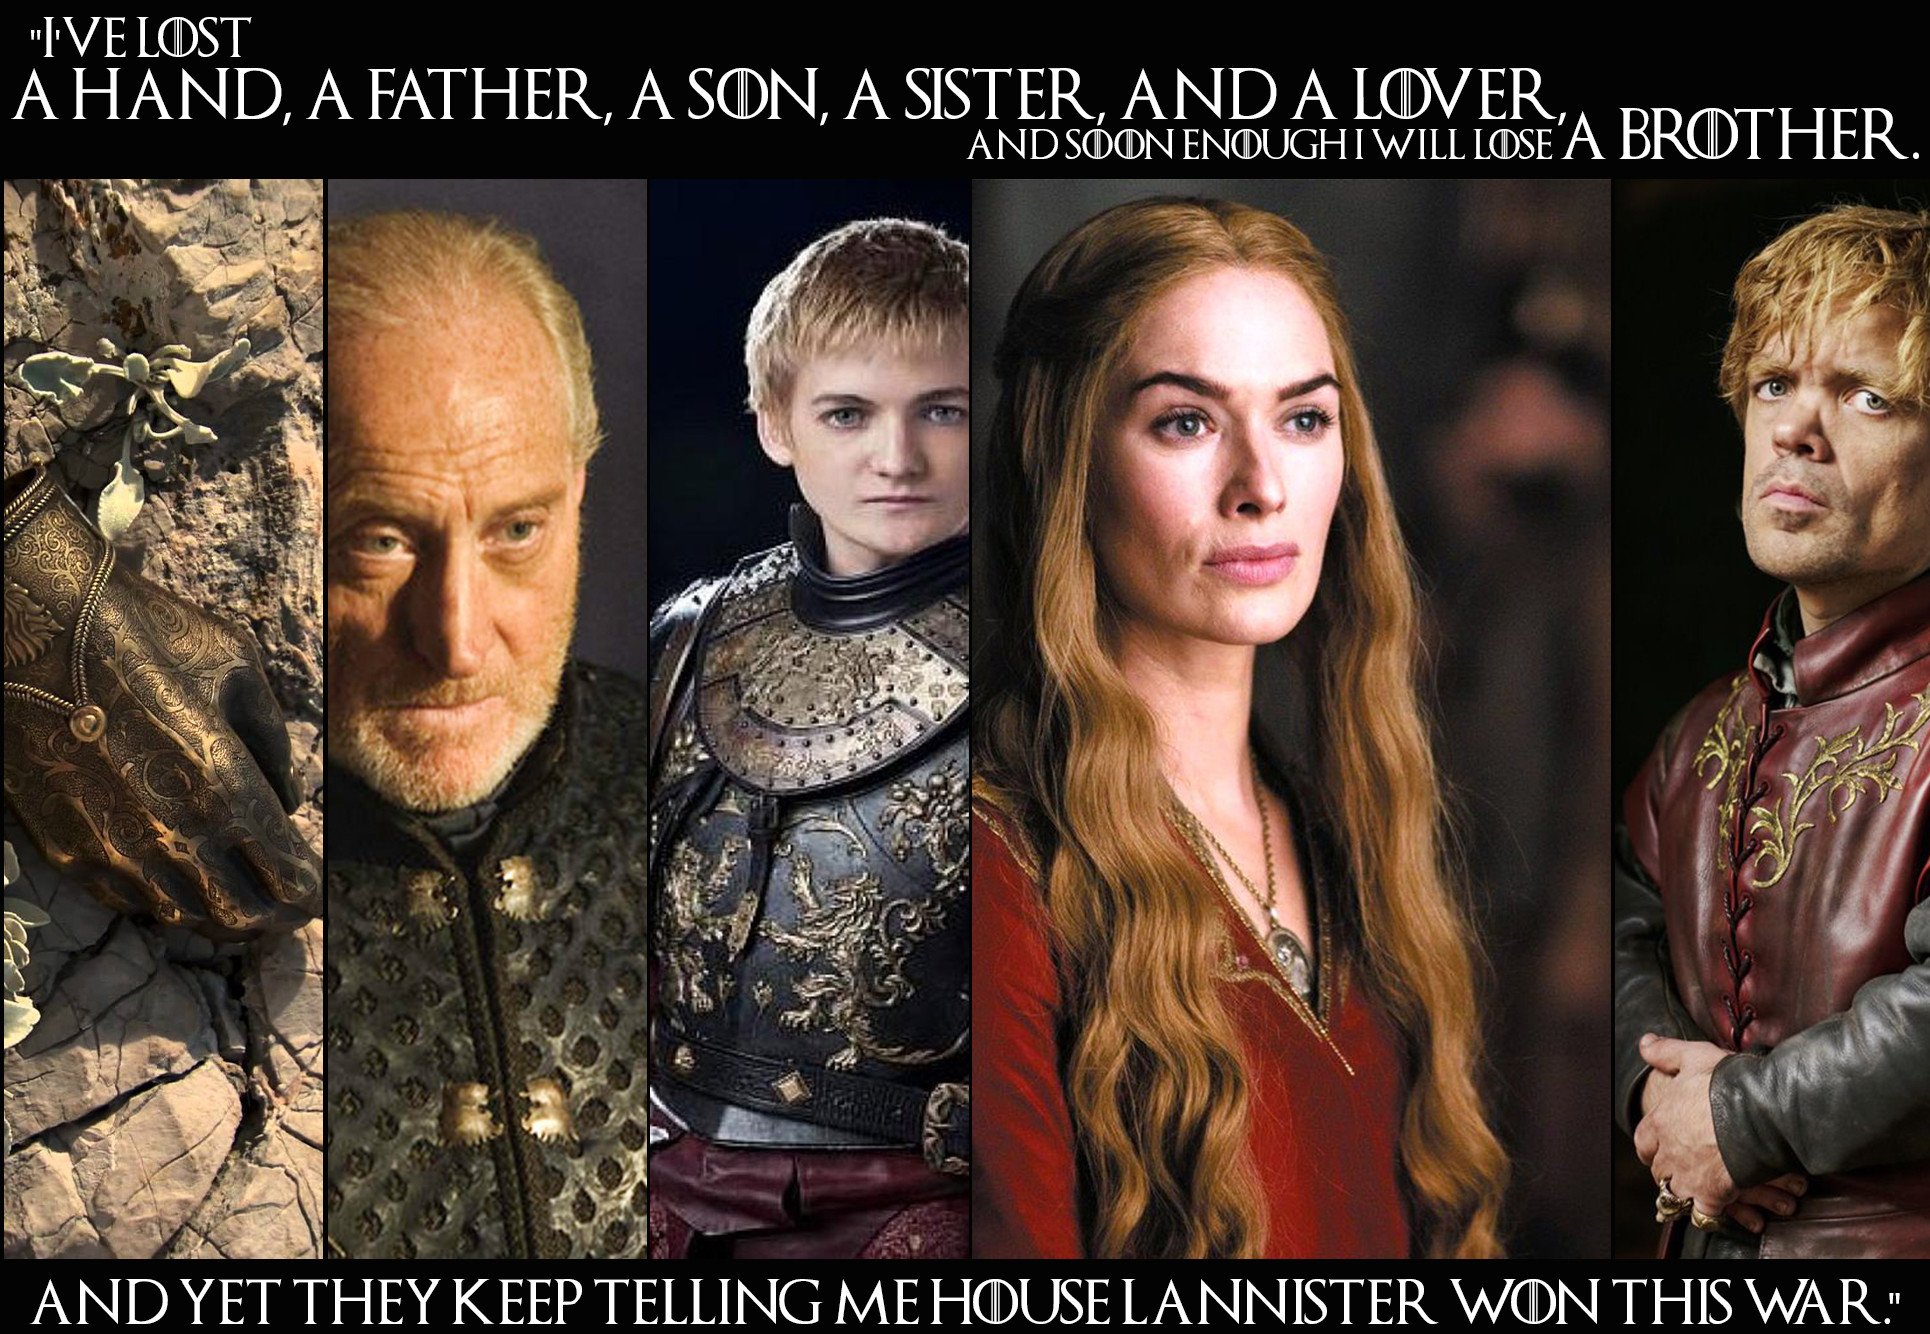 "I'VE LOST
A HAND, A FATHER, A SON, A SISTER, AND A LOVER,
AND SOON ENOUGH I WILL LOSE A BROTHER.
AND YET THEY KEEP TELLING ME HOUSE LANNISTER WON THIS WAR."